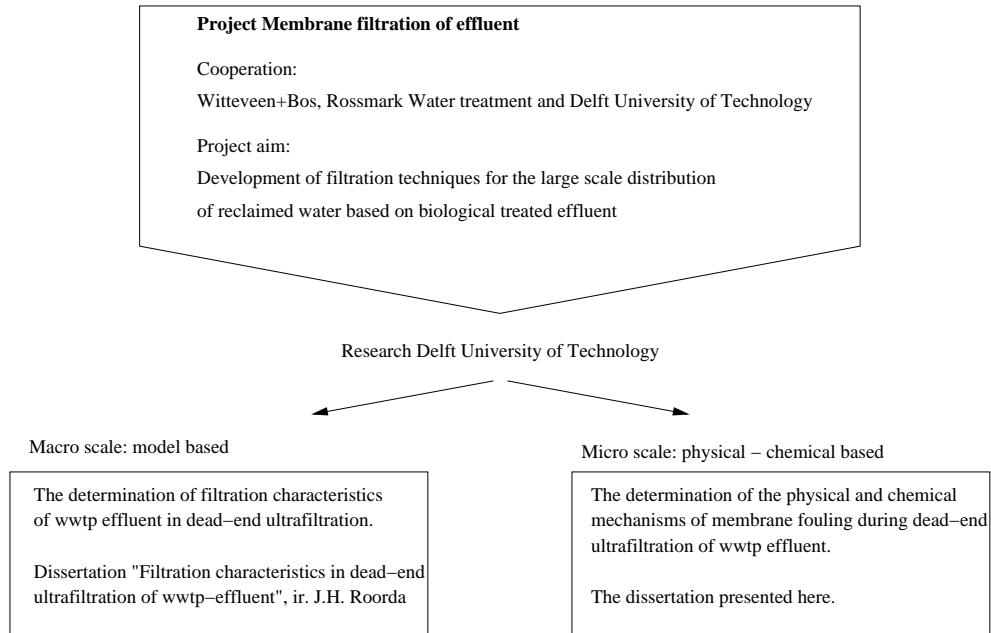 Project Membrane filtration of effluent
Cooperation:
Witteveen+Bos, Rossmark Water treatment and Delft University of Technology
Project aim:
Development of filtration techniques for the large scale distribution
of reclaimed water based on biological treated effluent
Research Delft University of Technology
Macro scale: model based
The determination of filtration characteristics
of wwtp effluent in dead−end ultrafiltration.
Dissertation "Filtration characteristics in dead−end
ultrafiltration of wwtp−effluent", ir. J.H. Roorda
Micro scale: physical − chemical based
The determination of the physical and chemical
mechanisms of membrane fouling during dead−end
ultrafiltration of wwtp effluent.
The dissertation presented here.